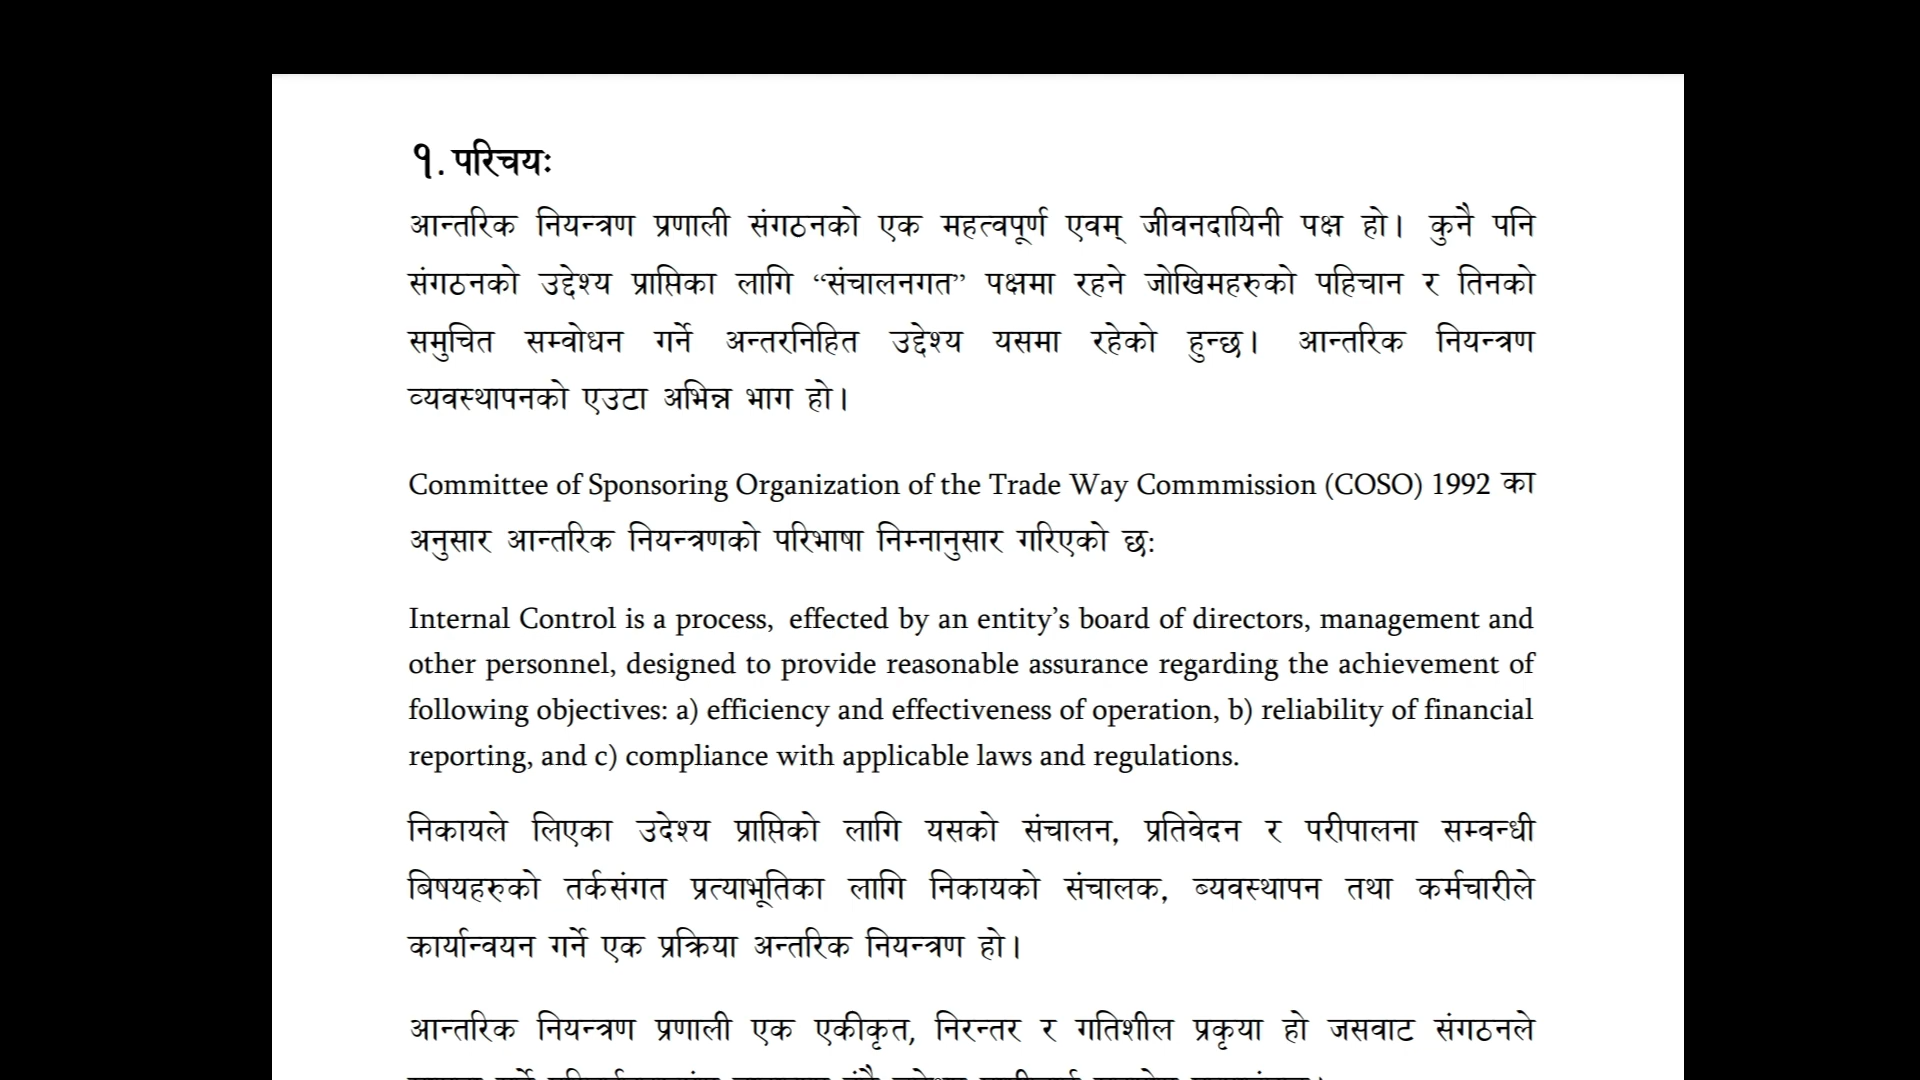 १. परिचयः
आन्तरिक नियन्त्रण प्रणाली संगठनको एक महत्वपूर्ण एवम् जीवनदायिनी पक्ष हो। कुनै पनि
संगठनको उद्देश्य प्राप्तिका लागि “संचालनगत” पक्षमा रहने जोखिमहरुको पहिचान र तिनको
समुचित सम्वोधन गर्ने अन्तरनिहित उद्देश्य यसमा रहेको हुन्छ। आन्तरिक नियन्त्रण
व्यवस्थापनको एउटा अभिन्न भाग हो।
Committee of Sponsoring Organization of the Trade Way Commmission (COSO) 1992 का
अनुसार आन्तरिक नियन्त्रणको परिभाषा निम्नानुसार गरिएको छ:
Internal Control is a process, effected by an entity’s board of directors, management and
other personnel, designed to provide reasonable assurance regarding the achievement of
following objectives: a) efficiency and effectiveness of operation, b) reliability of financial
reporting, and c) compliance with applicable laws and regulations.
निकायले लिएका उदेश्य प्राप्तिको लागि यसको संचालन, प्रतिवेदन र परीपालना सम्वन्धी
बिषयहरुको तर्कसंगत प्रत्याभूतिका लागि निकायको संचालक, ब्यवस्थापन तथा कर्मचारीले
कार्यान्वयन गर्ने एक प्रक्रिया अन्तरिक नियन्त्रण हो।
आन्तरिक नियन्त्रण प्रणाली एक एकीकृत, निरन्तर र गतिशील प्रकृया हो जसवाट संगठनले